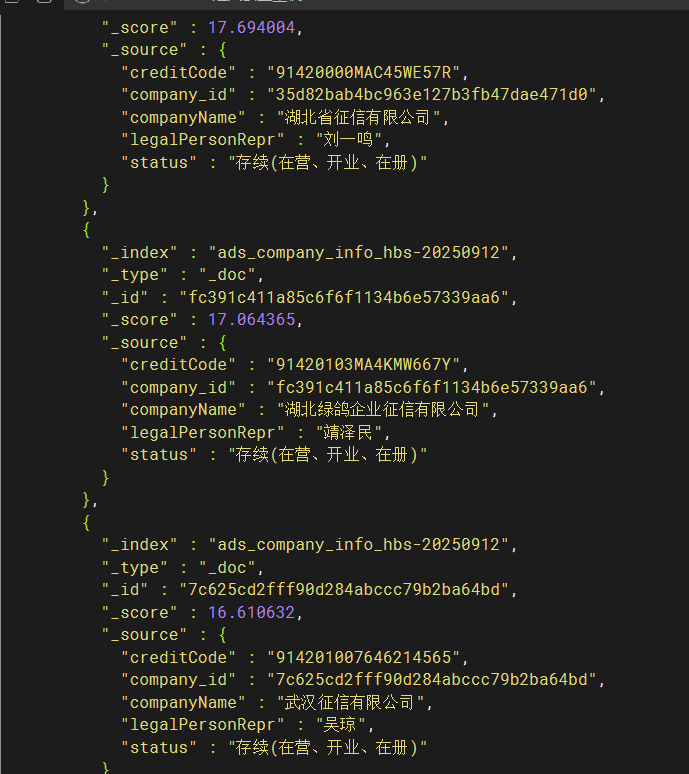 "_score" : 17.694004,
"_source" : {
"creditCode" : "91420000MAC45WE57R",
"company_id" : "35d82bab4bc963e127b3fb47dae471d0",
"companyName" : "湖北省征信有限公司",
"legalPersonRepr" : "刘一鸣",
"status" : "存续(在营、开业、在册)"
}
},
{
"_index" : "ads_company_info_hbs-20250912",
"_type" : "_doc",
"_id" : "fc391c411a85c6f6f1134b6e57339aa6",
"_score" : 17.064365,
"_source" : {
"creditCode" : "91420103MA4KMW667Y",
"company_id" : "fc391c411a85c6f6f1134b6e57339aa6",
"companyName" : "湖北绿鸽企业征信有限公司",
"legalPersonRepr" : "靖泽民",
"status" : "存续(在营、开业、在册)"
}
},
{
"_index" : "ads_company_info_hbs-20250912",
"_type" : "_doc",
"_id" : "7c625cd2fff90d284abccc79b2ba64bd",
"_score" : 16.610632,
"_source" : {
"creditCode" : "914201007646214565",
"company_id" : "7c625cd2fff90d284abccc79b2ba64bd",
"companyName" : "武汉征信有限公司",
"legalPersonRepr" : "吴琼",
"status" : "存续(在营、开业、在册)"
}